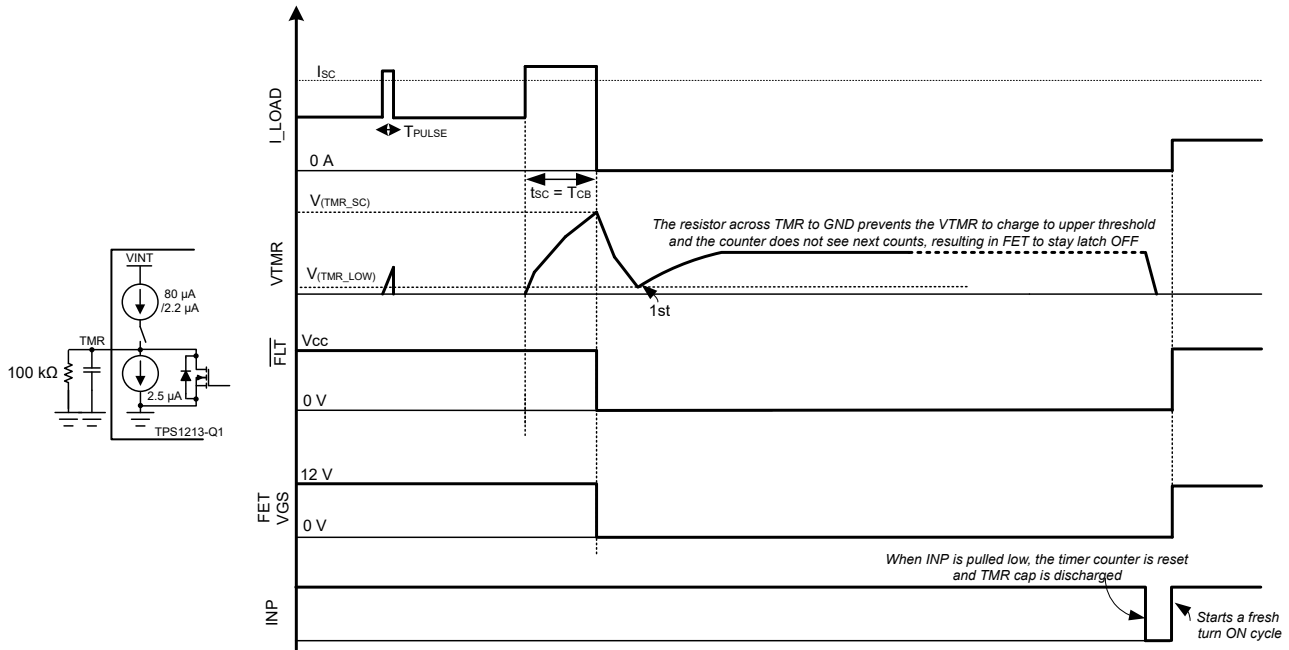 I_LOAD
ISC
TPULSE
0 A
tSC = TCB
VTMR
V(TMR_SC)
The resistor across TMR to GND prevents the VTMR to charge to upper threshold
and the counter does not see next counts, resulting in FET to stay latch OFF
V(TMR_LOW)
1st
VINT
80 µA
/2.2 µA
TMR
100 kΩ
2.5 µA
TPS1213-Q1
FLT
Vcc
0 V
FET
VGS
12 V
0 V
When INP is pulled low, the timer counter is reset
and TMR cap is discharged
INP
Starts a fresh
turn ON cycle